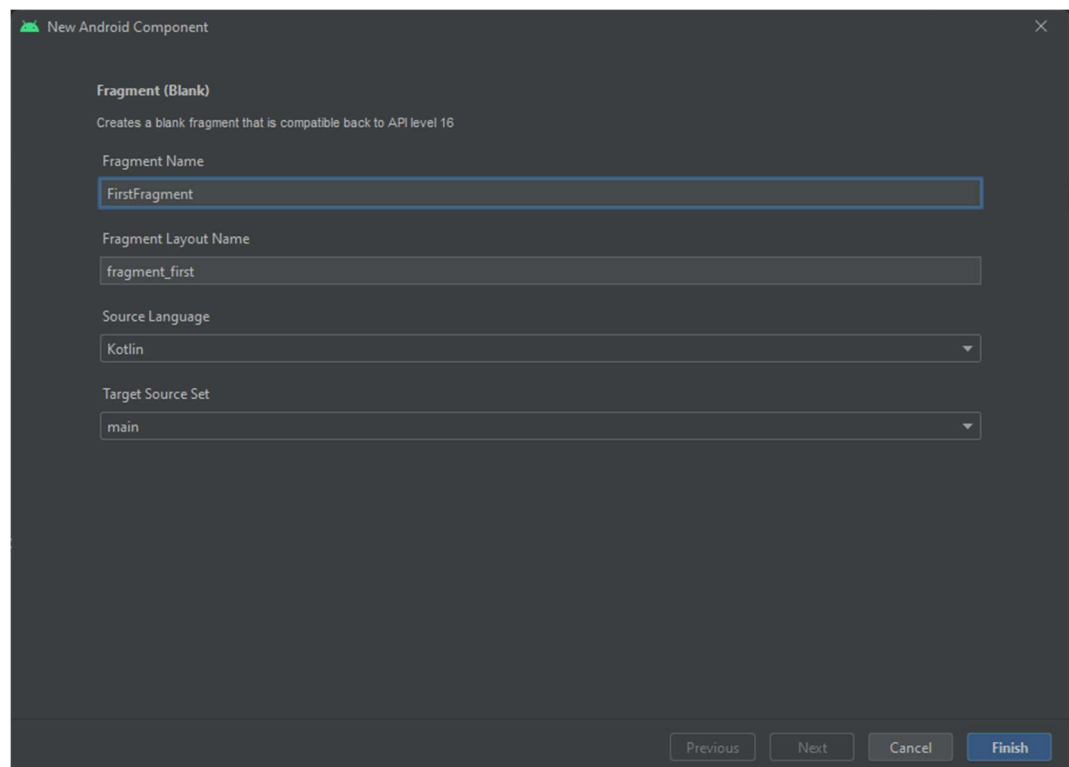 New Android Component
Fragment (Blank)
Creates a blank fragment that is compatible back to API level 16
Fragment Name
FirstFragment
Fragment Layout Name
fragment_first
Source Language
Kotlin
Target Source Set
main
Previous Next Cancel Finish